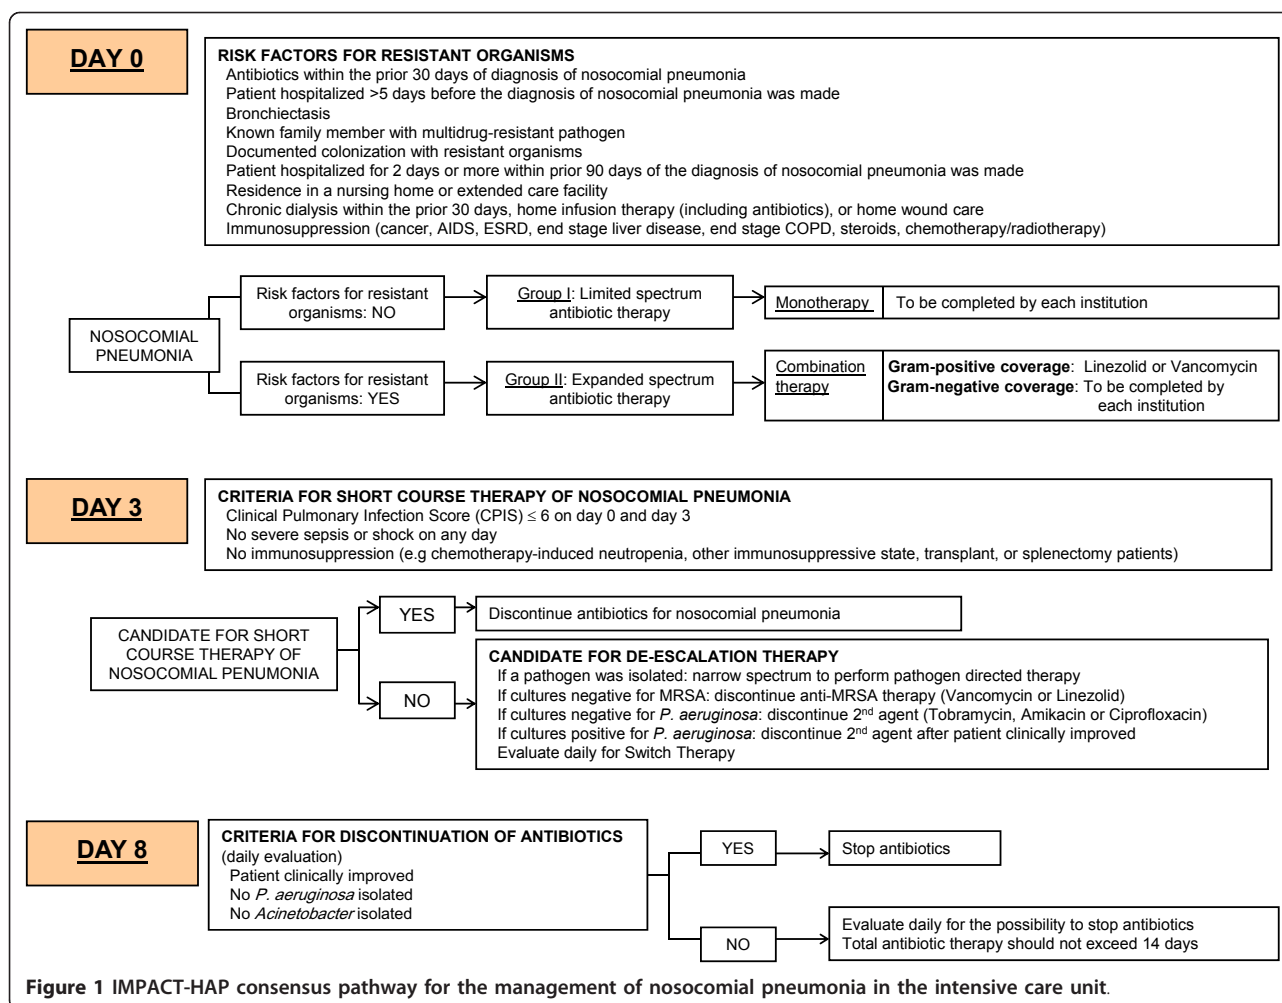 DAY 0
RISK FACTORS FOR RESISTANT ORGANISMS
Antibiotics within the prior 30 days of diagnosis of nosocomial pneumonia
Patient hospitalized >5 days before the diagnosis of nosocomial pneumonia was made
Bronchiectasis
Known family member with multidrug-resistant pathogen
Documented colonization with resistant organisms
Patient hospitalized for 2 days or more within prior 90 days of the diagnosis of nosocomial pneumonia was made
Residence in a nursing home or extended care facility
Chronic dialysis within the prior 30 days, home infusion therapy (including antibiotics), or home wound care
Immunosuppression (cancer, AIDS, ESRD, end stage liver disease, end stage COPD, steroids, chemotherapy/radiotherapy)
NOSOCOMIAL
PNEUMONIA
Risk factors for resistant
organisms: NO
Group I: Limited spectrum
antibiotic therapy
Monotherapy
To be completed by each institution
Risk factors for resistant
organisms: YES
Group II: Expanded spectrum
antibiotic therapy
Combination
therapy
Gram-positive coverage: Linezolid or Vancomycin
Gram-negative coverage: To be completed by
each institution
DAY 3
CRITERIA FOR SHORT COURSE THERAPY OF NOSOCOMIAL PNEUMONIA
Clinical Pulmonary Infection Score (CPIS) ≤ 6 on day 0 and day 3
No severe sepsis or shock on any day
No immunosuppression (e.g chemotherapy-induced neutropenia, other immunosuppressive state, transplant, or splenectomy patients)
CANDIDATE FOR SHORT
COURSE THERAPY OF
NOSOCOMIAL PENUMONIA
YES
Discontinue antibiotics for nosocomial pneumonia
NO
CANDIDATE FOR DE-ESCALATION THERAPY
If a pathogen was isolated: narrow spectrum to perform pathogen directed therapy
If cultures negative for MRSA: discontinue anti-MRSA therapy (Vancomycin or Linezolid)
If cultures negative for P. aeruginosa: discontinue 2nd agent (Tobramycin, Amikacin or Ciprofloxacin)
If cultures positive for P. aeruginosa: discontinue 2nd agent after patient clinically improved
Evaluate daily for Switch Therapy
DAY 8
CRITERIA FOR DISCONTINUATION OF ANTIBIOTICS
(daily evaluation)
Patient clinically improved
No P. aeruginosa isolated
No Acinetobacter isolated
YES
Stop antibiotics
NO
Evaluate daily for the possibility to stop antibiotics
Total antibiotic therapy should not exceed 14 days
Figure 1 IMPACT-HAP consensus pathway for the management of nosocomial pneumonia in the intensive care unit.